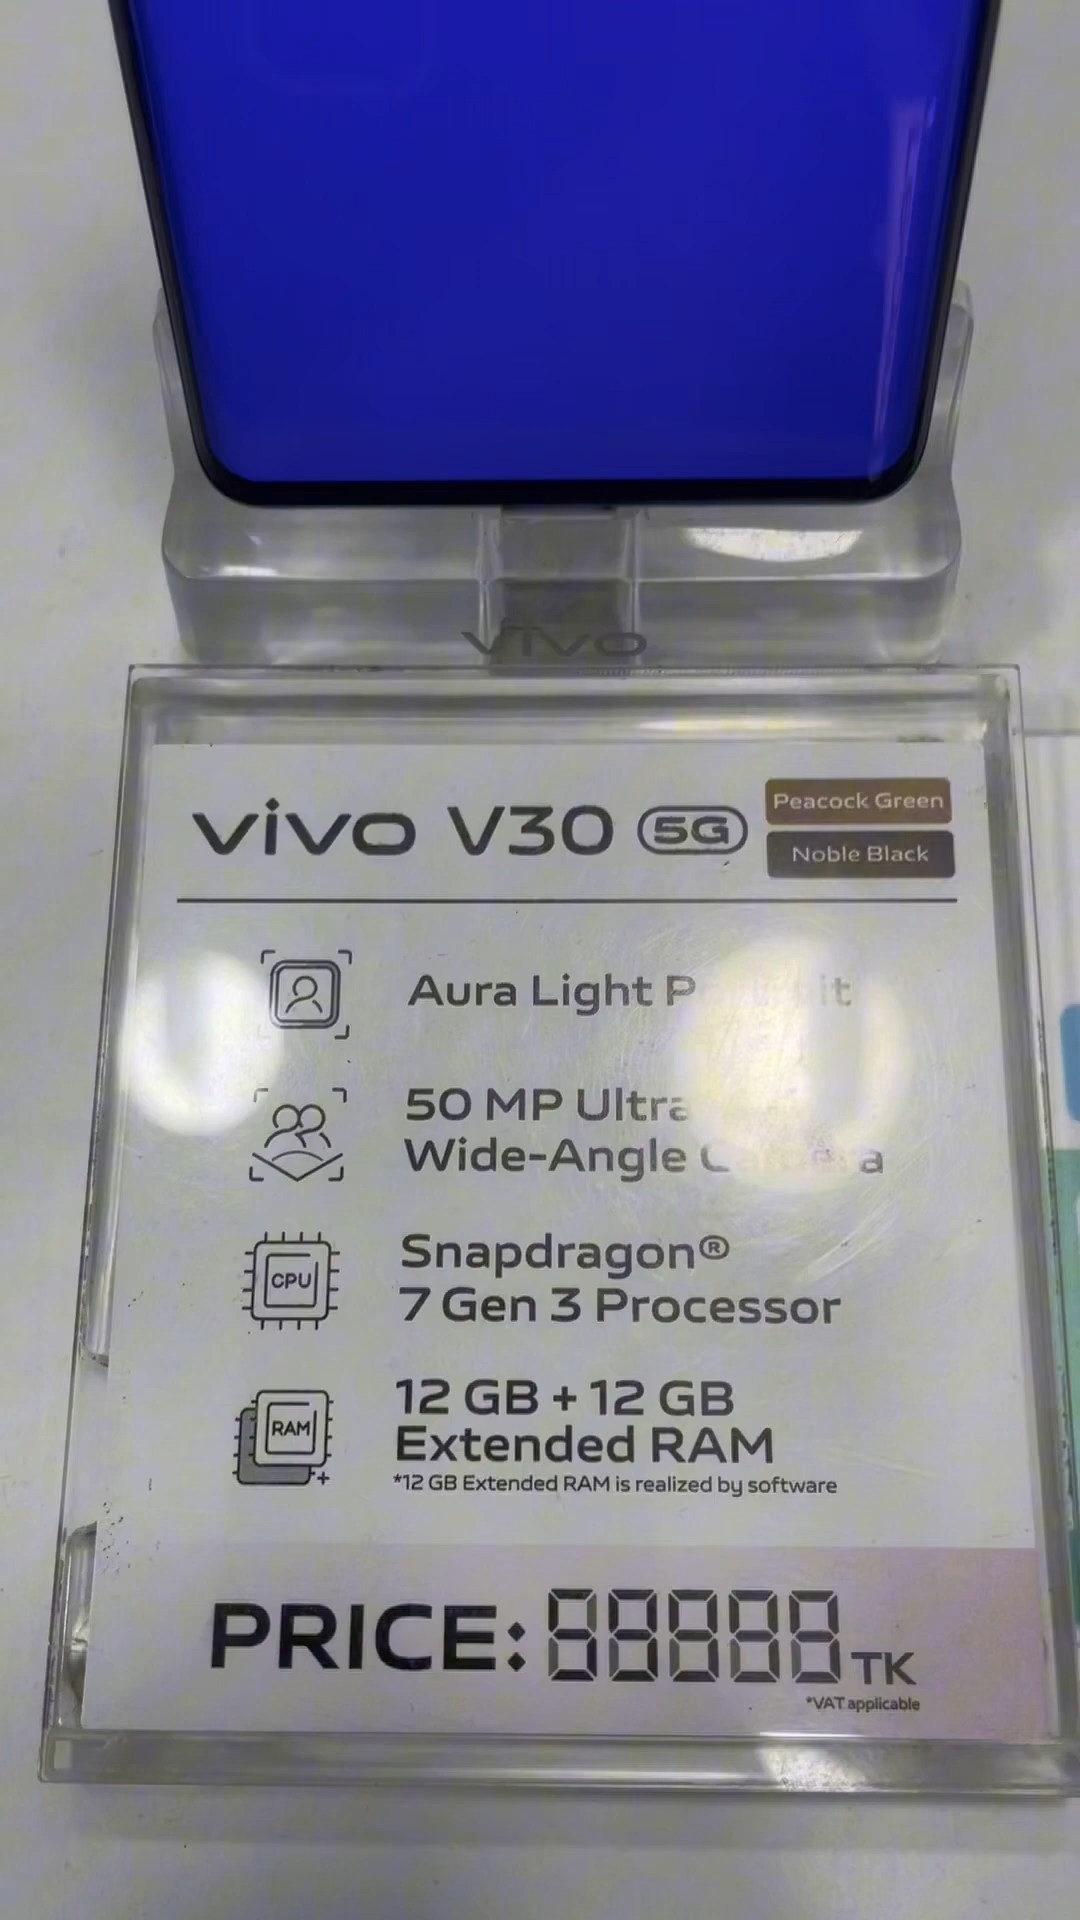 vivo
vivo V30 5G
Peacock Green
Noble Black
Aura Light
50 MP Ultra
Wide-Angle
Snapdragon®
7 Gen 3 Processor
CPU
12 GB + 12 GB
Extended RAM
RAM
*12 GB Extended RAM is realized by software
PRICE: TK
*VAT applicable